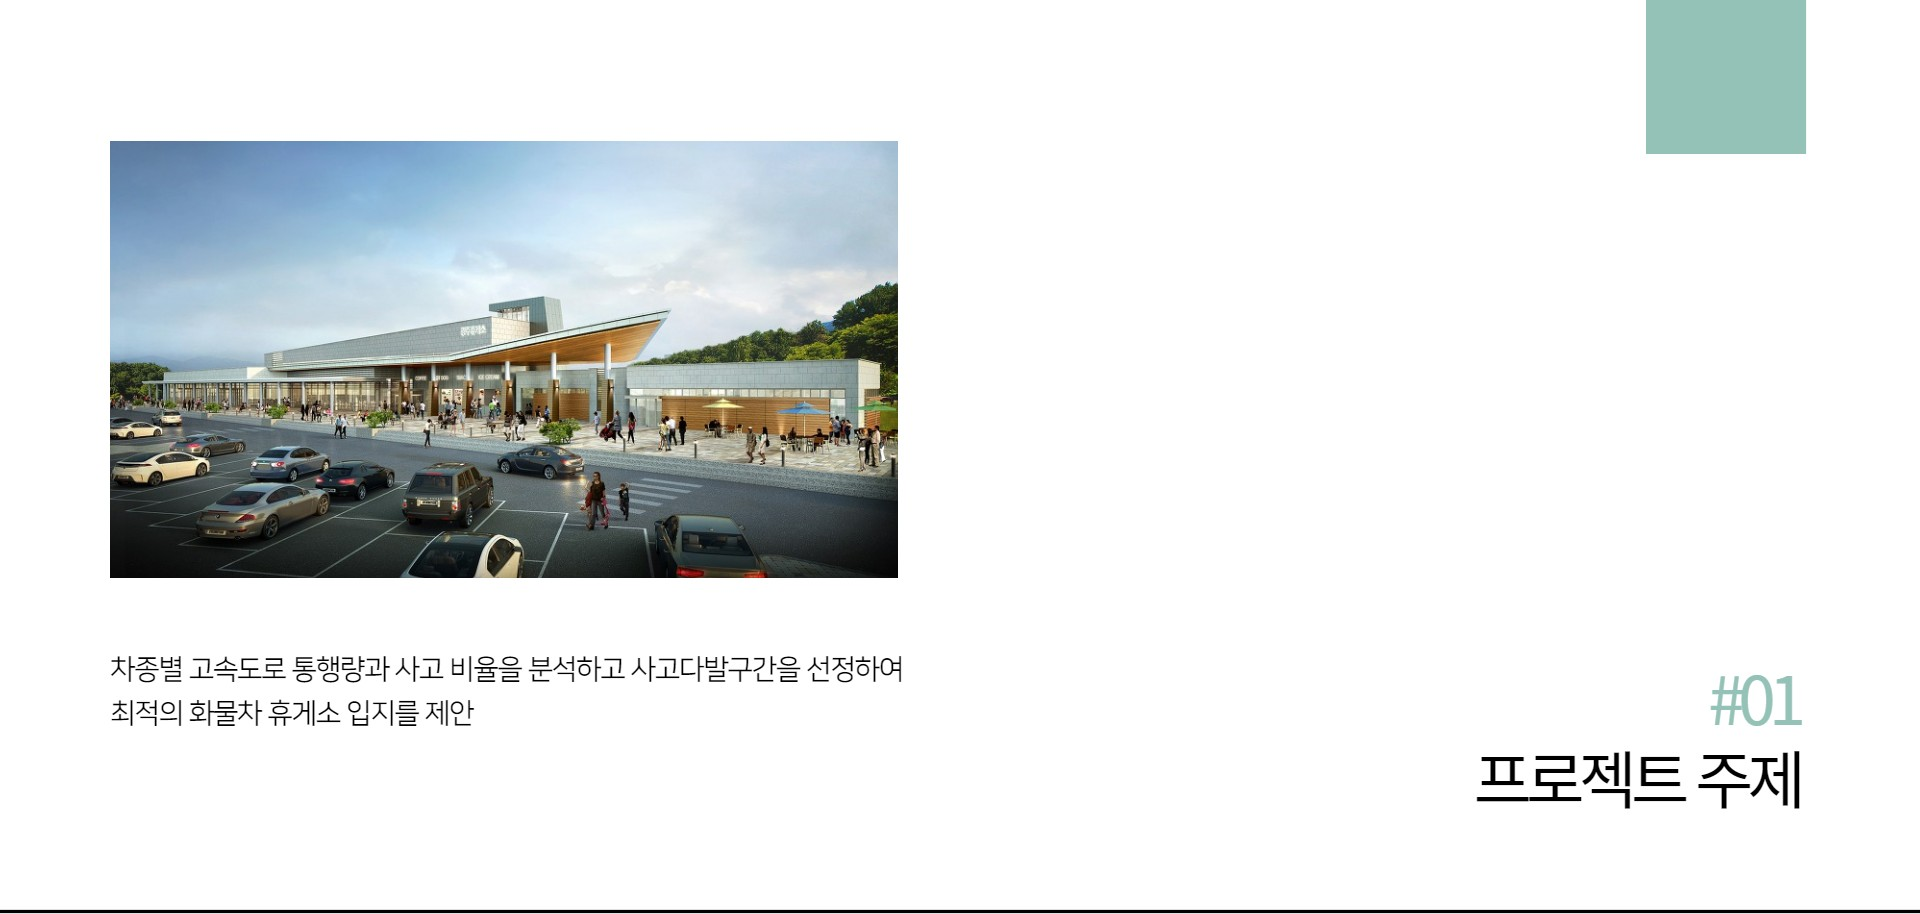 차종별 고속도로 통행량과 사고 비율을 분석하고 사고다발구간을 선정하여
최적의 화물차 휴게소 입지를 제안
#01
프로젝트 주제